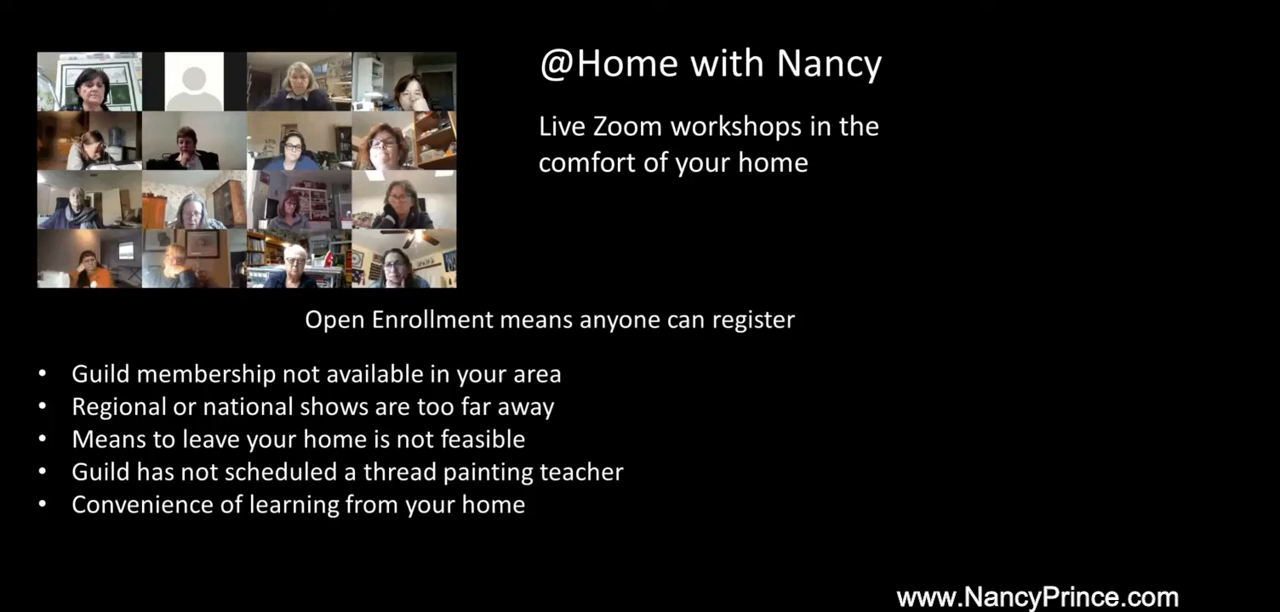 @Home with Nancy
Live Zoom workshops in the
comfort of your home
Open Enrollment means anyone can register
• Guild membership not available in your area
• Regional or national shows are too far away
• Means to leave your home is not feasible
• Guild has not scheduled a thread painting teacher
• Convenience of learning from your home
www.NancyPrince.com